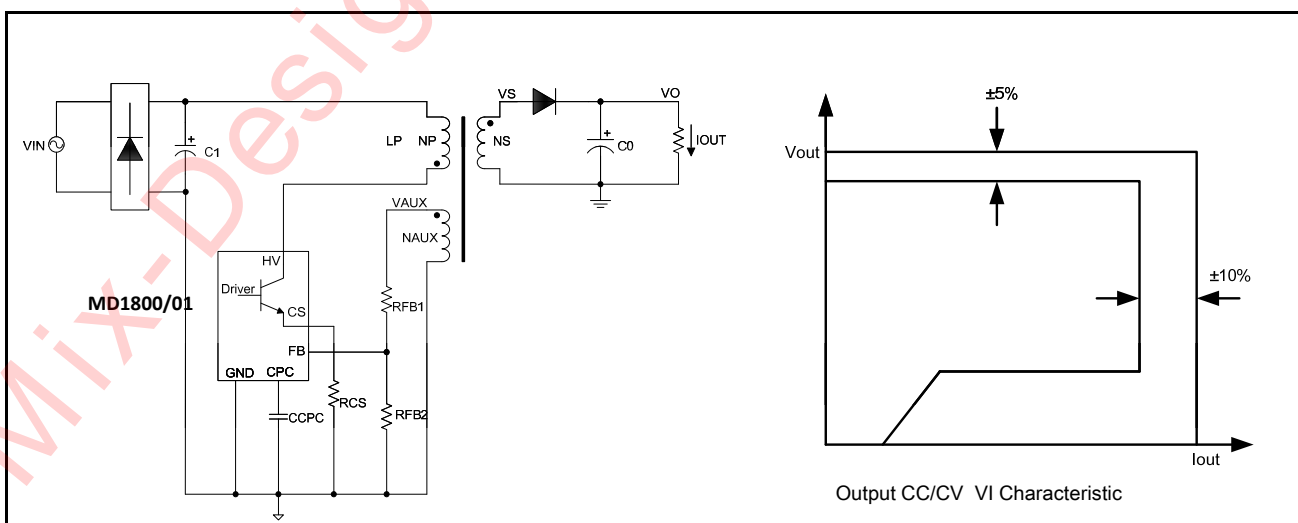 Mix-Desig
VIN
C1
LP
NP
NS
VS
VO
C0
IOUT
VAUX
NAUX
HV
Driver
CS
MD1800/01
FB
RFB1
GND
CPC
RCS
CCPC
RFB2
±5%
Vout
±10%
Iout
Output CC/CV VI Characteristic